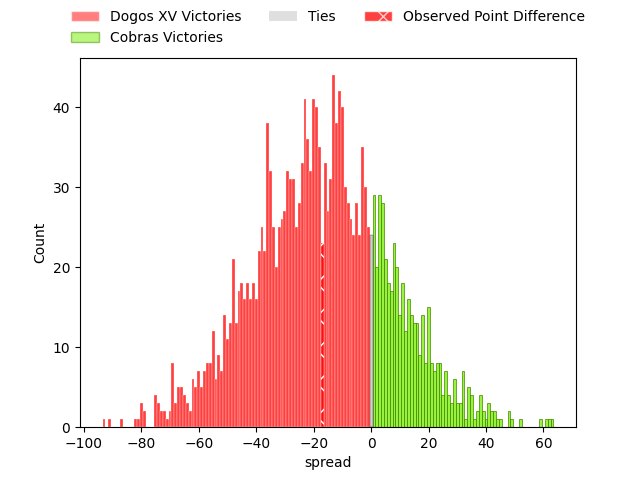 Dogos XV Victories
Ties
Observed Point Difference
Cobras Victories
Count
40
30
20
10
0
−100
−80
−60
−40
−20
0
20
40
60
spread